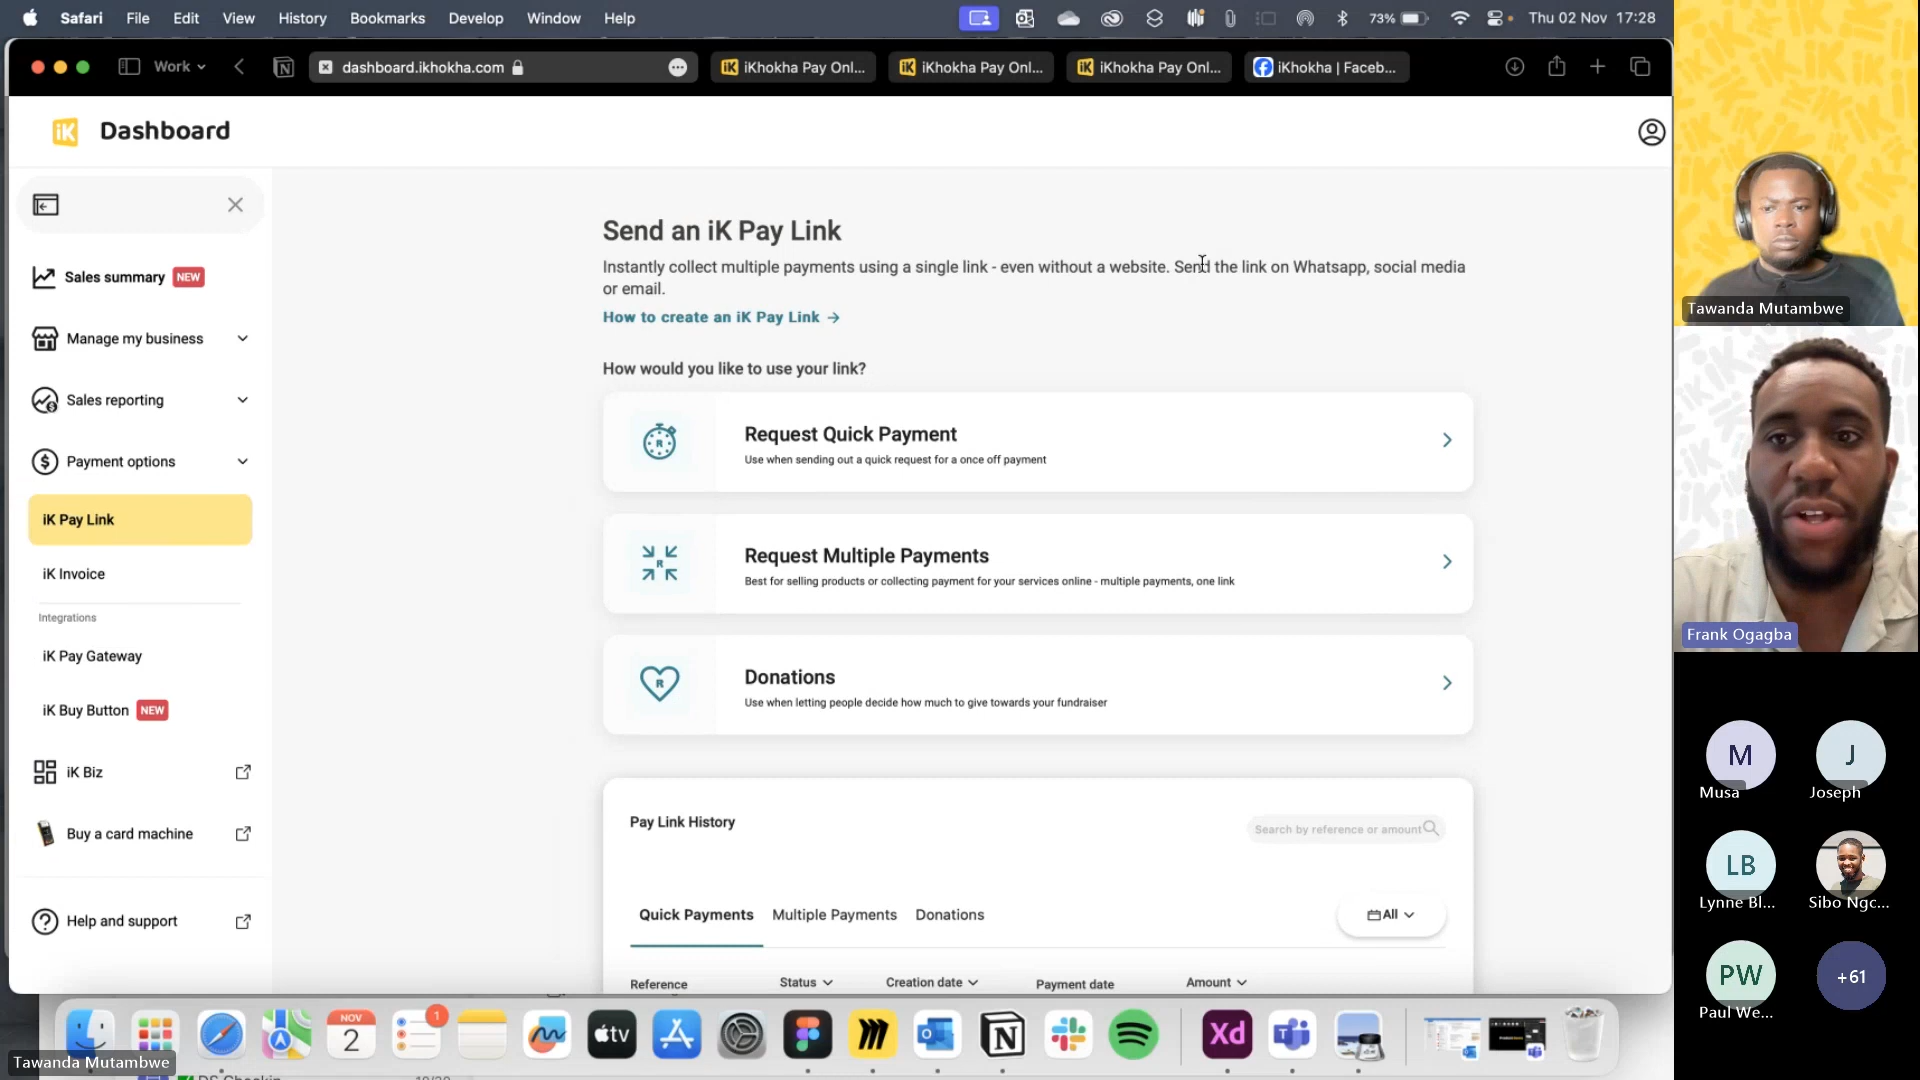 Safari File Edit View History Bookmarks Develop Window Help 73% Thu 02 Nov 17:28
Work dashboard.ikhokha.com iKhokha Pay Onl... iKhokha Pay Onl... iKhokha Pay Onl... iKhokha | Faceb...
iK Dashboard
Sales summary NEW
Manage my business
Sales reporting
Payment options
iK Pay Link
iK Invoice
Integrations
iK Pay Gateway
iK Buy Button NEW
iK Biz
Buy a card machine
Help and support
Send an iK Pay Link
Instantly collect multiple payments using a single link - even without a website. Send the link on Whatsapp, social media
or email.
How to create an iK Pay Link →
How would you like to use your link?
Request Quick Payment
Use when sending out a quick request for a once off payment
Request Multiple Payments
Best for selling products or collecting payment for your services online - multiple payments, one link
Donations
Use when letting people decide how much to give towards your fundraiser
Pay Link History
Search by reference or amount
Quick Payments Multiple Payments Donations All
Reference Status Creation date Payment date Amount
Tawanda Mutambwe
Frank Ogagba
M J
Musa Joseph
LB
Lynne Bl... Sibo Ngc...
PW +61
Paul We...
NOV
2
1
tv
Xd
Tawanda Mutambwe